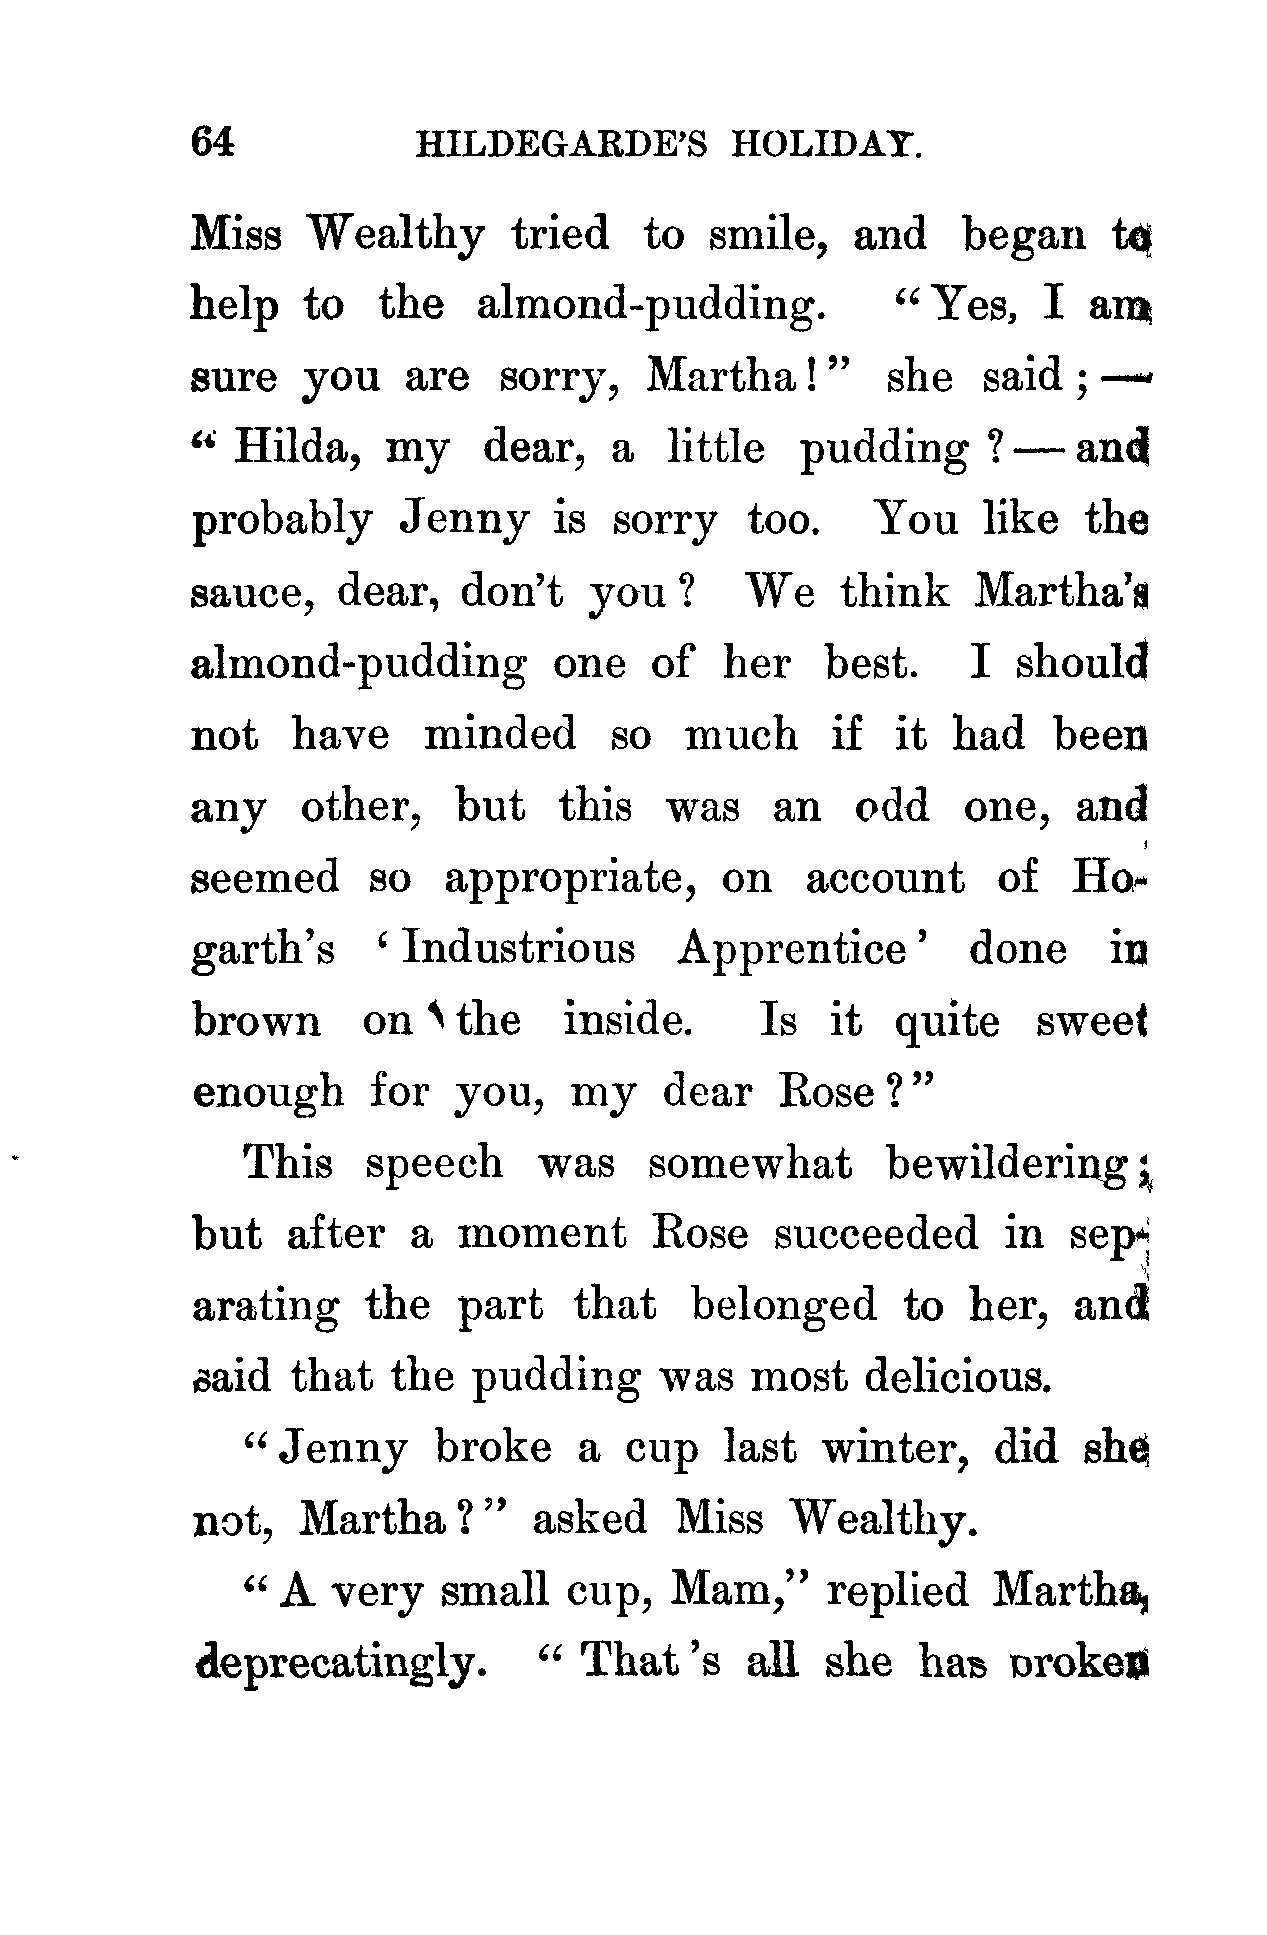 64 HILDEGARDE'S HOLIDAY.
Miss Wealthy tried to smile, and began to
help to the almond-pudding. “Yes, I am
sure you are sorry, Martha!” she said; —
“Hilda, my dear, a little pudding? — and
probably Jenny is sorry too. You like the
sauce, dear, don't you? We think Martha's
almond-pudding one of her best. I should
not have minded so much if it had been
any other, but this was an odd one, and
seemed so appropriate, on account of Ho-
garth's ‘Industrious Apprentice’ done in
brown on the inside. Is it quite sweet
enough for you, my dear Rose?”
This speech was somewhat bewildering;
but after a moment Rose succeeded in sep-
arating the part that belonged to her, and
said that the pudding was most delicious.
“Jenny broke a cup last winter, did she
not, Martha?” asked Miss Wealthy.
“A very small cup, Mam,” replied Martha,
deprecatingly. “That 's all she has broken